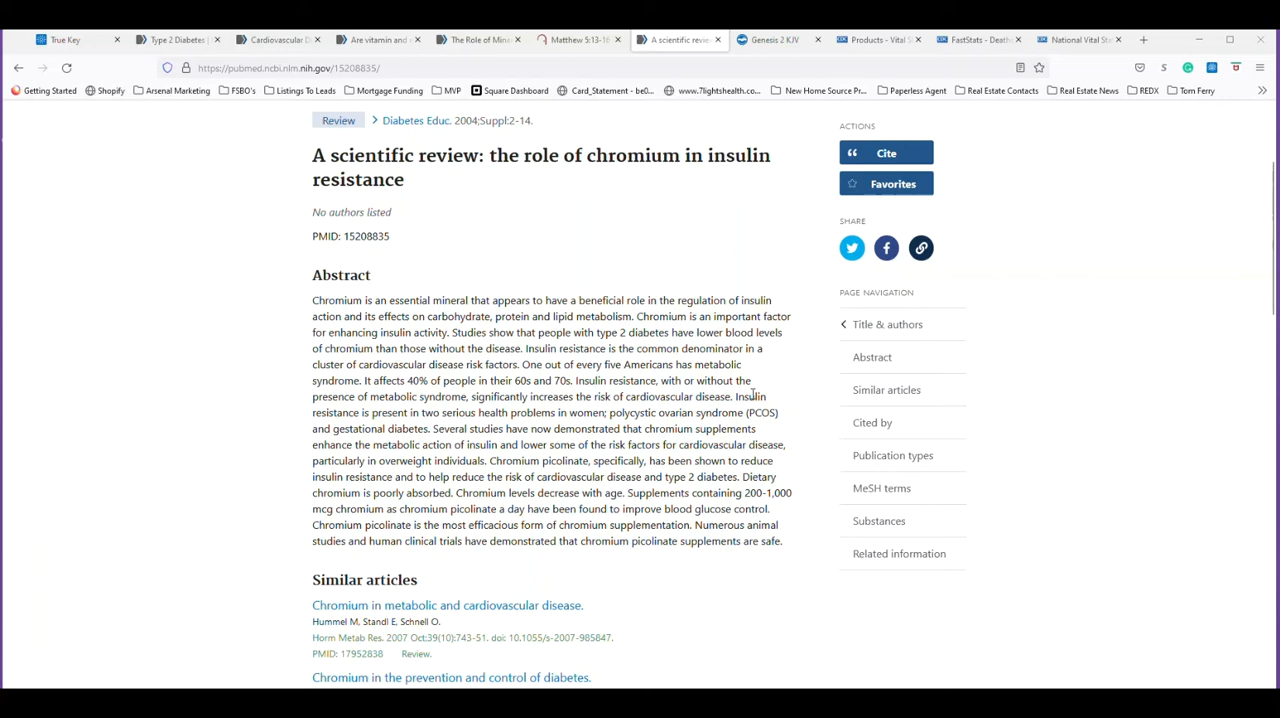 True Key
Type 2 Diabetes |
Cardiovascular D
Are vitamin and
The Role of Mine
Matthew 5:13-16
A scientific revie
Genesis 2 KJV
Products - Vital S
FastStats - Death
National Vital Sta
https://pubmed.ncbi.nlm.nih.gov/15208835/
Getting Started
Shopify
Arsenal Marketing
FSBO's
Listings To Leads
Mortgage Funding
MVP
Square Dashboard
Card_Statement - be0...
www.7lightshealth.co...
New Home Source Pr...
Paperless Agent
Real Estate Contacts
Real Estate News
REDX
Tom Ferry
Review > Diabetes Educ. 2004;Suppl:2-14.
A scientific review: the role of chromium in insulin
resistance
No authors listed
PMID: 15208835
Abstract
Chromium is an essential mineral that appears to have a beneficial role in the regulation of insulin
action and its effects on carbohydrate, protein and lipid metabolism. Chromium is an important factor
for enhancing insulin activity. Studies show that people with type 2 diabetes have lower blood levels
of chromium than those without the disease. Insulin resistance is the common denominator in a
cluster of cardiovascular disease risk factors. One out of every five Americans has metabolic
syndrome. It affects 40% of people in their 60s and 70s. Insulin resistance, with or without the
presence of metabolic syndrome, significantly increases the risk of cardiovascular disease. Insulin
resistance is present in two serious health problems in women; polycystic ovarian syndrome (PCOS)
and gestational diabetes. Several studies have now demonstrated that chromium supplements
enhance the metabolic action of insulin and lower some of the risk factors for cardiovascular disease,
particularly in overweight individuals. Chromium picolinate, specifically, has been shown to reduce
insulin resistance and to help reduce the risk of cardiovascular disease and type 2 diabetes. Dietary
chromium is poorly absorbed. Chromium levels decrease with age. Supplements containing 200-1,000
mcg chromium as chromium picolinate a day have been found to improve blood glucose control.
Chromium picolinate is the most efficacious form of chromium supplementation. Numerous animal
studies and human clinical trials have demonstrated that chromium picolinate supplements are safe.
Similar articles
Chromium in metabolic and cardiovascular disease.
Hummel M, Standl E, Schnell O.
Horm Metab Res. 2007 Oct;39(10):743-51. doi: 10.1055/s-2007-985847.
PMID: 17952838 Review.
Chromium in the prevention and control of diabetes.
ACTIONS
Cite
Favorites
SHARE
PAGE NAVIGATION
Title & authors
Abstract
Similar articles
Cited by
Publication types
MeSH terms
Substances
Related information